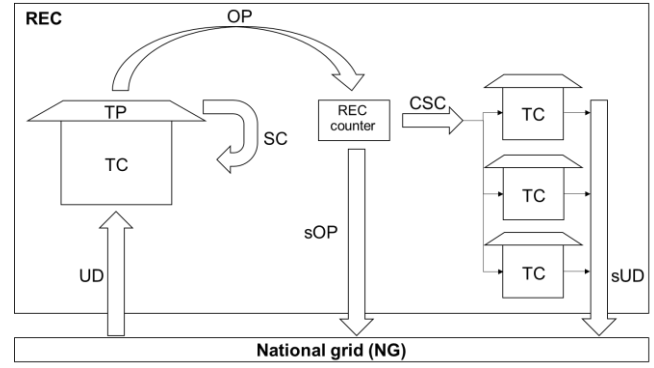 REC
OP
TP
TC
SC
REC
counter
CSC
TC
TC
TC
sOP
UD
sUD
National grid (NG)